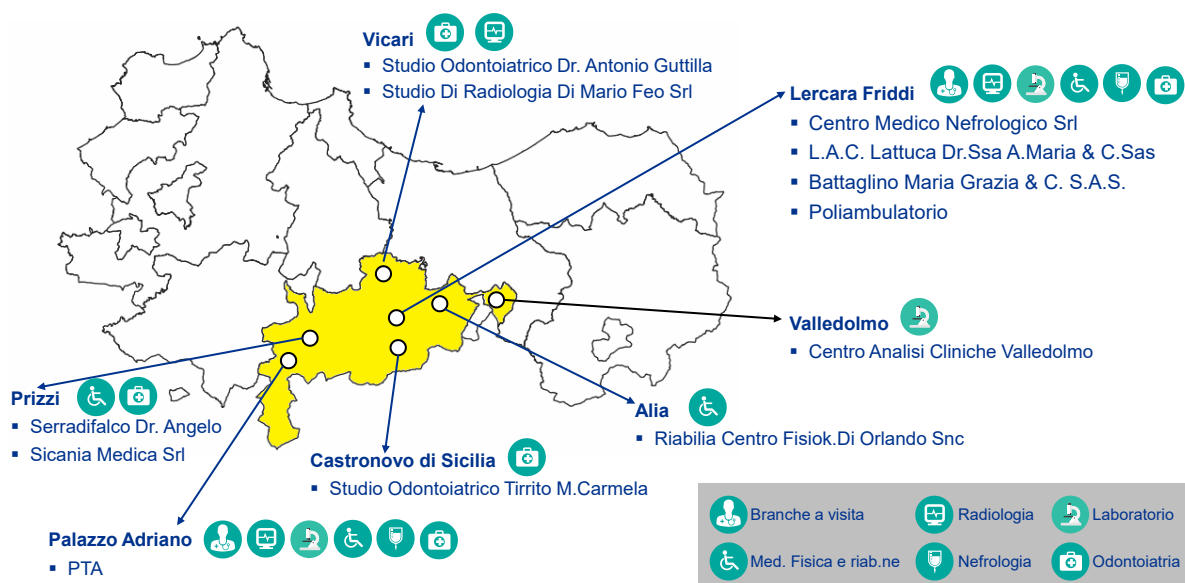 Vicari
▪ Studio Odontoiatrico Dr. Antonio Guttilla
▪ Studio Di Radiologia Di Mario Feo Srl
Lercara Friddi
▪ Centro Medico Nefrologico Srl
▪ L.A.C. Lattuca Dr.Ssa A.Maria & C.Sas
▪ Battaglino Maria Grazia & C. S.A.S.
▪ Poliambulatorio
Valledolmo
▪ Centro Analisi Cliniche Valledolmo
Prizzi
▪ Serradifalco Dr. Angelo
▪ Sicania Medica Srl
Alia
▪ Riabilia Centro Fisiok.Di Orlando Snc
Castronovo di Sicilia
▪ Studio Odontoiatrico Tirrito M.Carmela
Palazzo Adriano
▪ PTA
Branche a visita
Radiologia
Laboratorio
Med. Fisica e riab.ne
Nefrologia
Odontoiatria